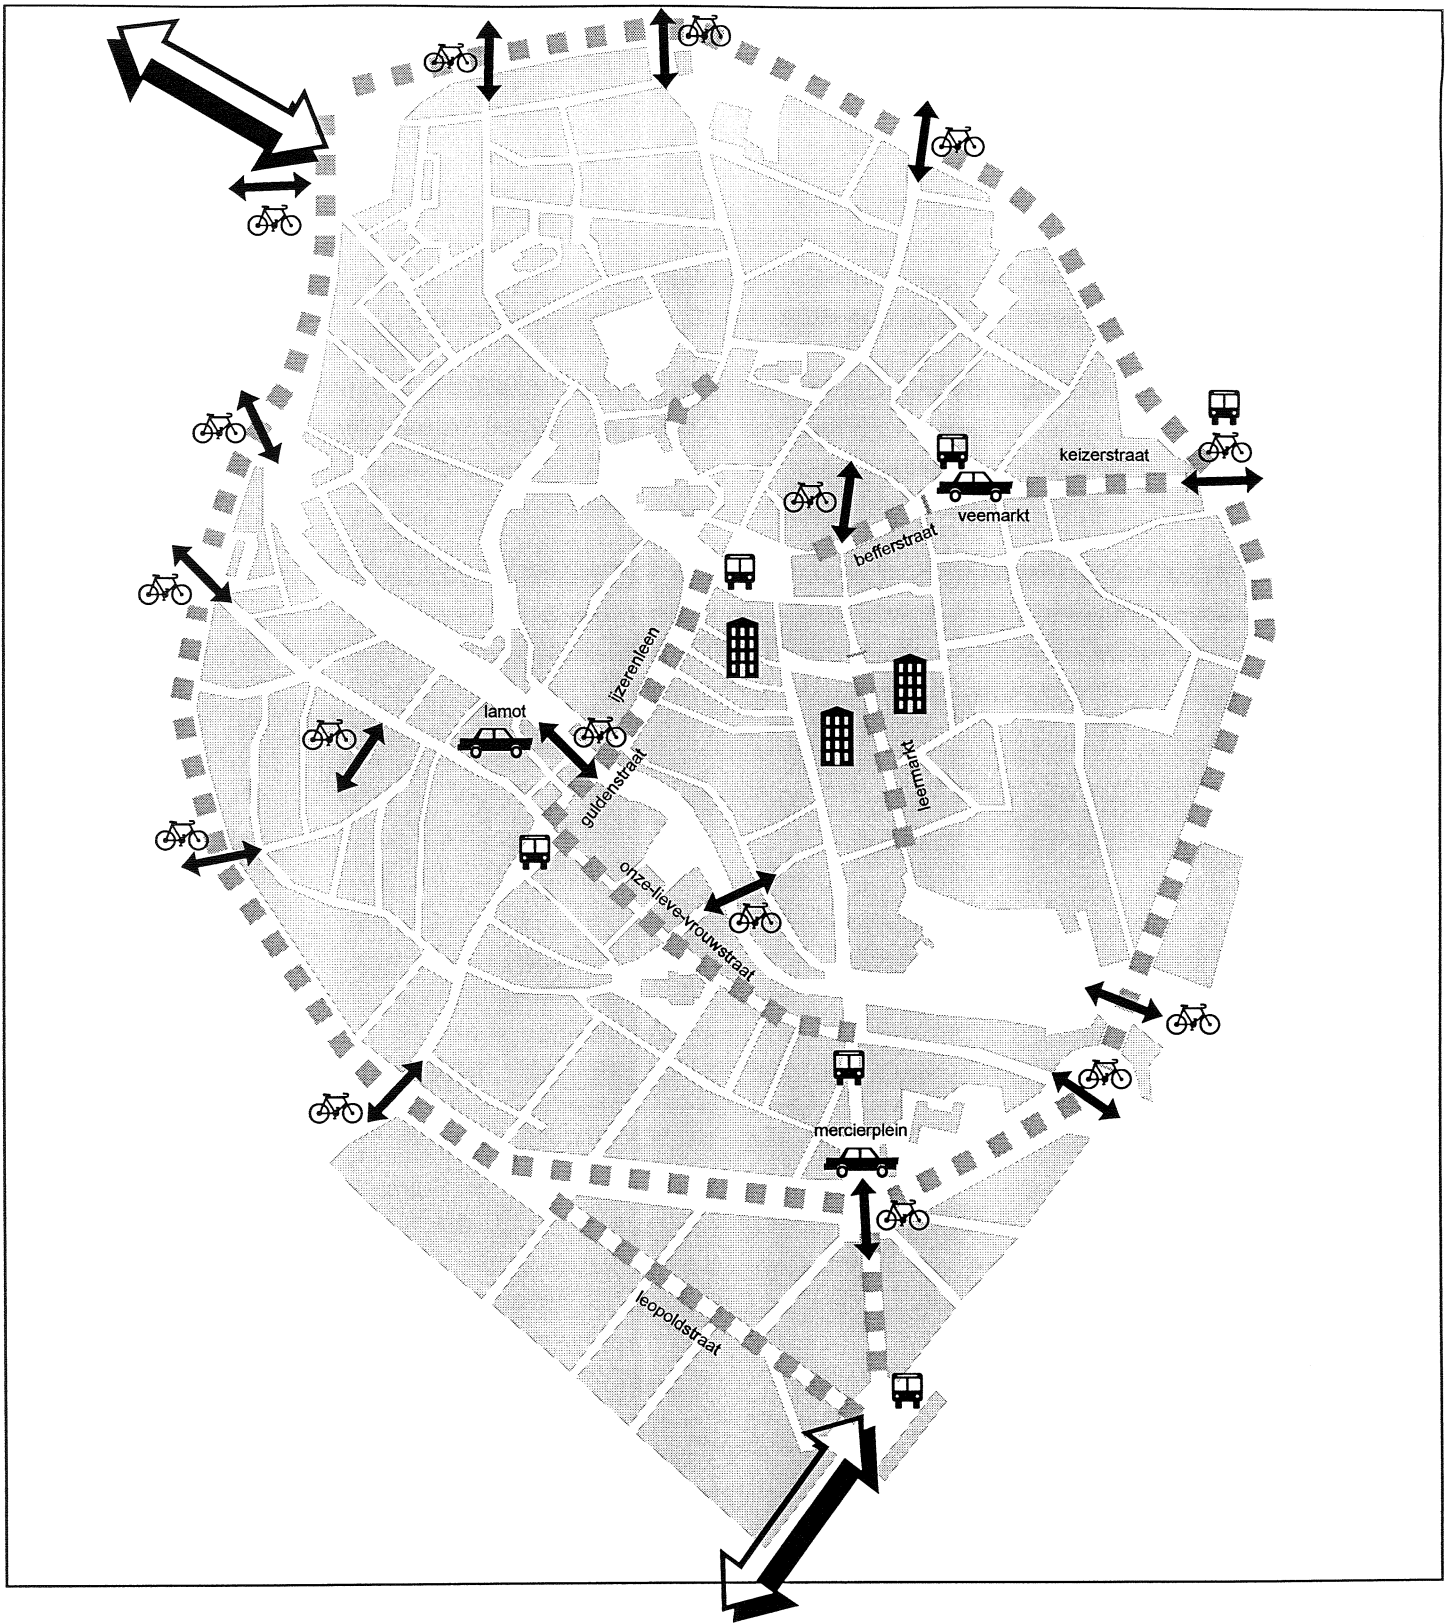 keizerstraat
veemarkt
befferstraat
ijzerenleen
lamot
guldenstraat
leermarkt
onze-lieve-vrouwstraat
mercierplein
leopoldstraat